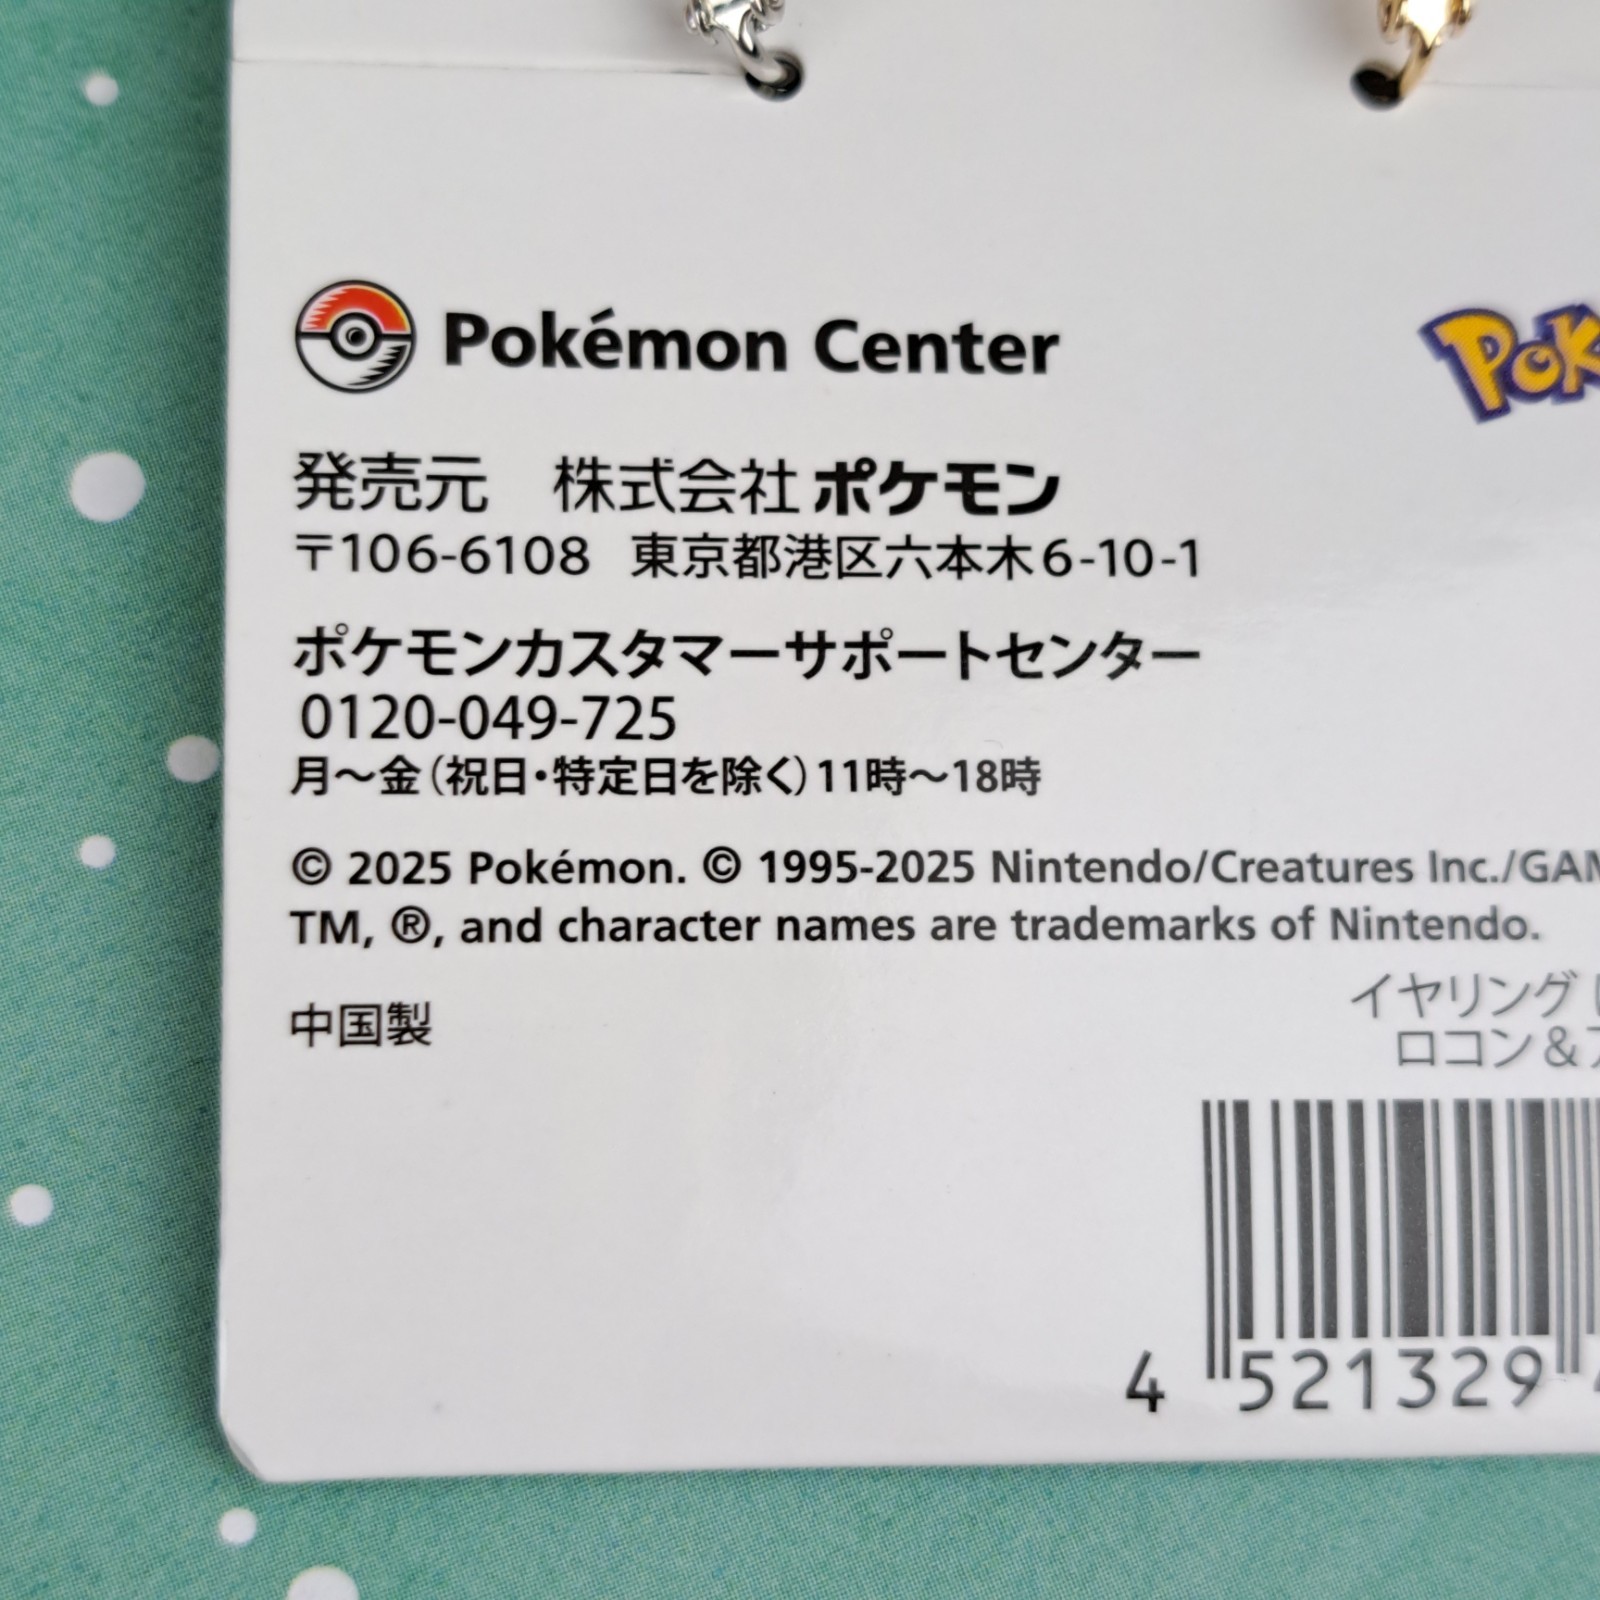 Pokémon Center
発売元 株式会社ポケモン
〒106-6108 東京都港区六本木6-10-1
ポケモンカスタマーサポートセンター
0120-049-725
月～金(祝日・特定日を除く)11時～18時
© 2025 Pokémon. © 1995-2025 Nintendo/Creatures Inc./GAM
TM, ®, and character names are trademarks of Nintendo.
イヤリング
ロコン＆
中国製
4 521329